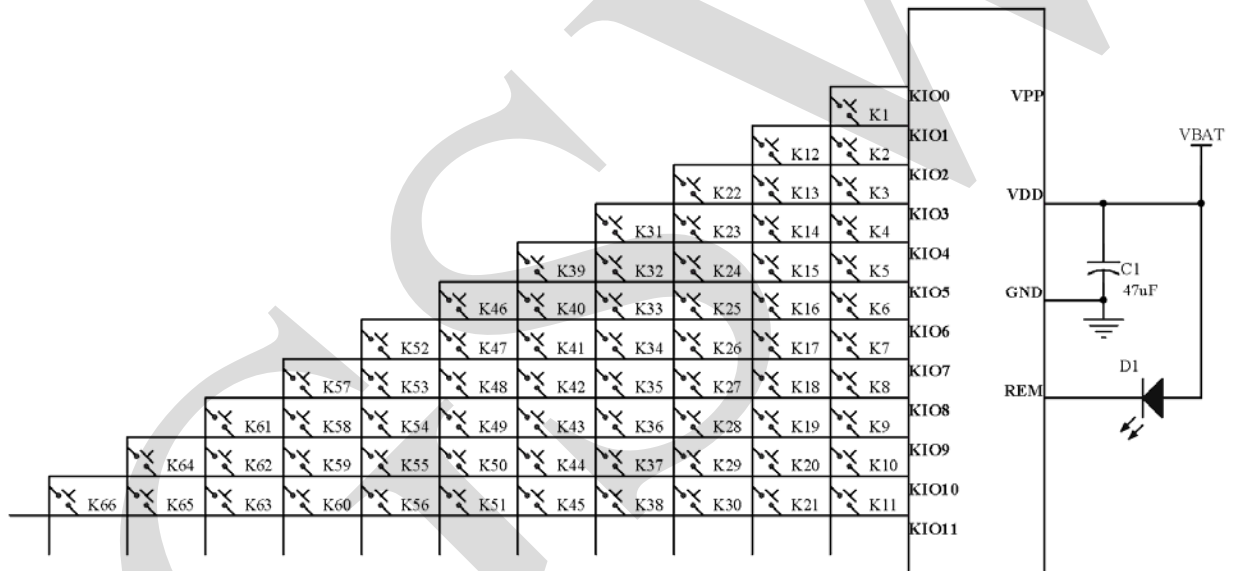 KIO0 VPP
K1
KIO1 VBAT
K12 K2
KIO2
K22 K13 K3 VDD
KIO3
K31 K23 K14 K4
KIO4
K39 K32 K24 K15 K5 C1
KIO5 GND 47uF
K46 K40 K33 K25 K16 K6
KIO6
K52 K47 K41 K34 K26 K17 K7
KIO7 D1
K57 K53 K48 K42 K35 K27 K18 K8 REM
KIO8
K61 K58 K54 K49 K43 K36 K28 K19 K9
KIO9
K64 K62 K59 K55 K50 K44 K37 K29 K20 K10
KIO10
K66 K65 K63 K60 K56 K51 K45 K38 K30 K21 K11
KIO11